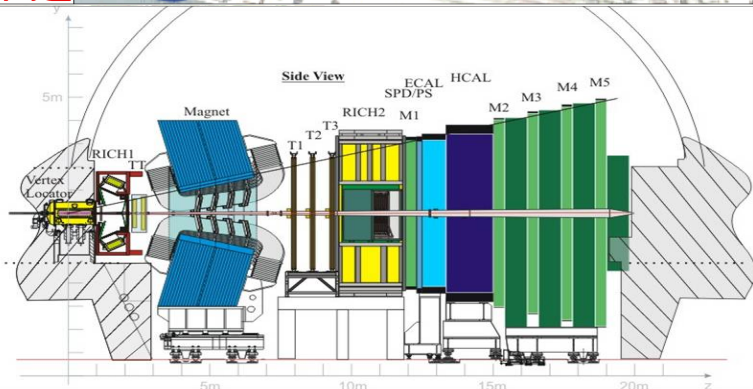 y
Side View
5m
Magnet
RICH1
TT
Vertex
Locator
T1
T2
T3
RICH2
SPD/PS
ECAL
HCAL
M1
M2
M3
M4
M5
5m
10m
15m
20m
z